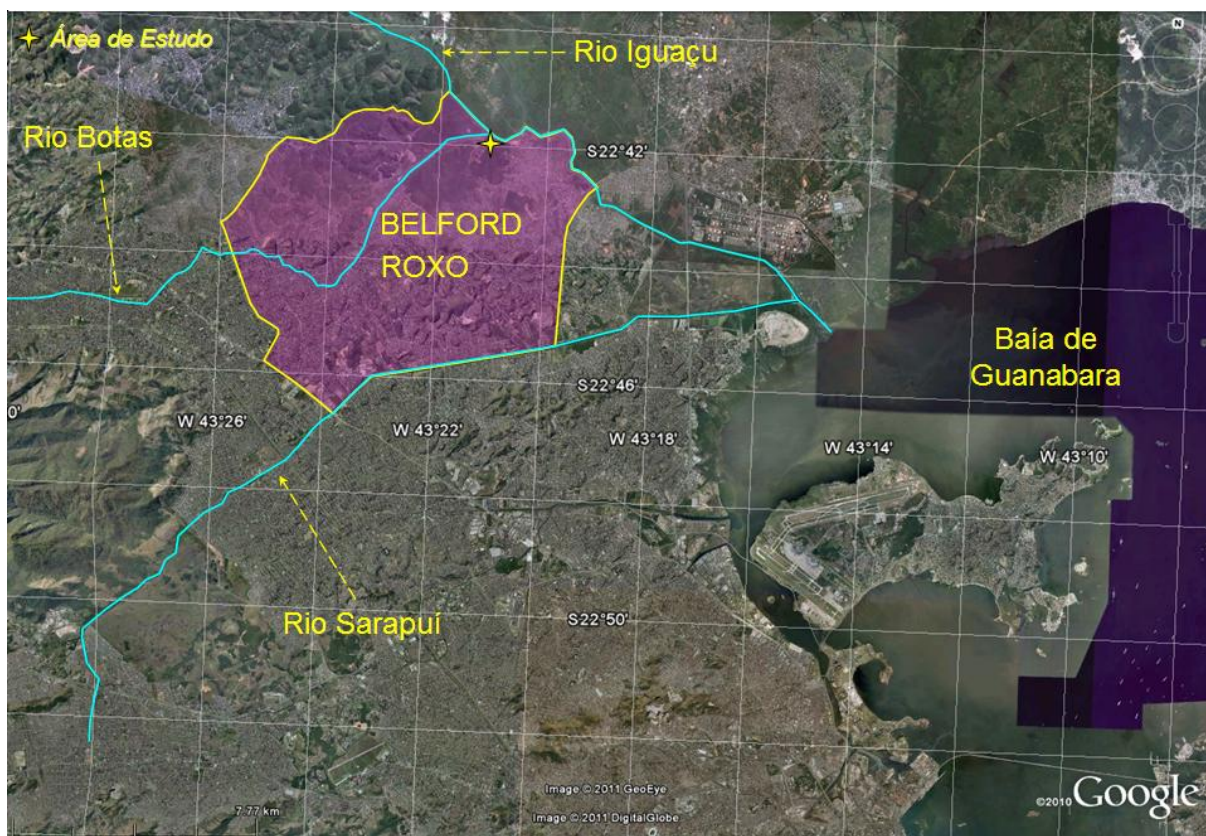 N
Área de Estudo
Rio Iguaçu
Rio Botas
S22°42'
BELFORD
ROXO
Baía de
Guanabara
S22°46'
0'
W 43°26'
W 43°22'
W 43°18'
W 43°14'
W 43°10'
Rio Sarapuí
S22°50'
7.77 km
Image © 2011 GeoEye
Image © 2011 DigitalGlobe
©2010 Google